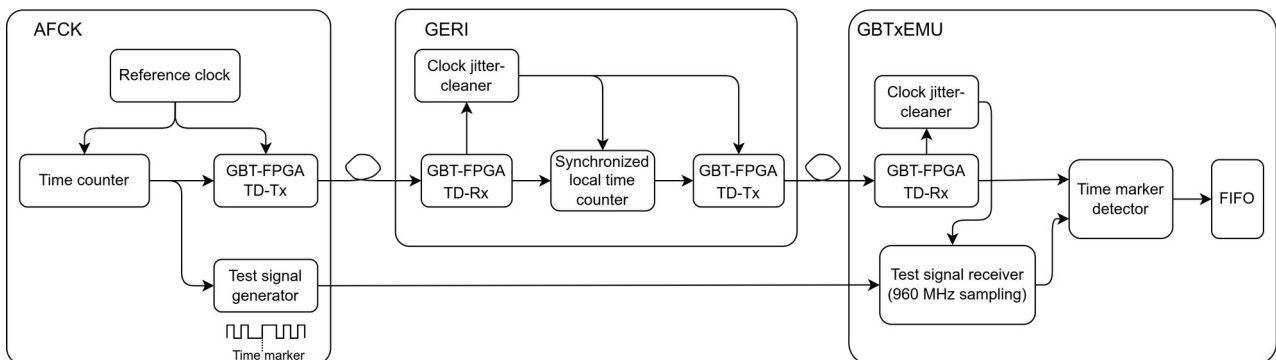 AFCK
Reference clock
Time counter
GBT-FPGA
TD-Tx
Test signal
generator
Time marker
GERI
Clock jitter-
cleaner
GBT-FPGA
TD-Rx
Synchronized
local time
counter
GBT-FPGA
TD-Tx
GBTxEMU
Clock jitter-
cleaner
GBT-FPGA
TD-Rx
Test signal receiver
(960 MHz sampling)
Time marker
detector
FIFO